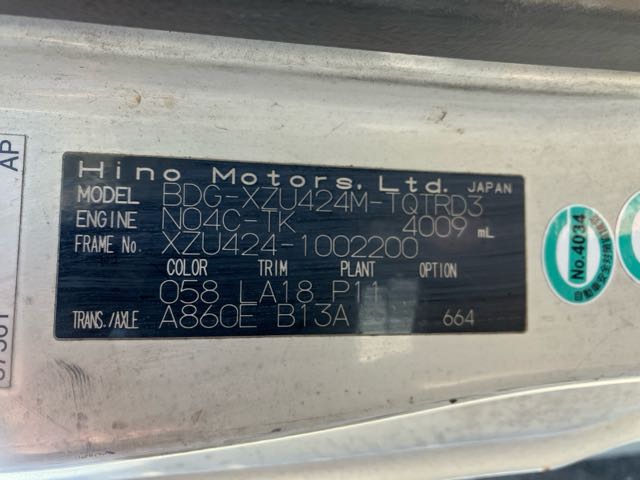 Hino Motors, Ltd. JAPAN
MODEL BDG-XZU424M-TQTRD3
ENGINE N04C-TK 4009 mL
FRAME No. XZU424-1002200
COLOR TRIM PLANT OPTION
058 LA18 P11
TRANS./AXLE A860E B13A 664
No.4034
AP